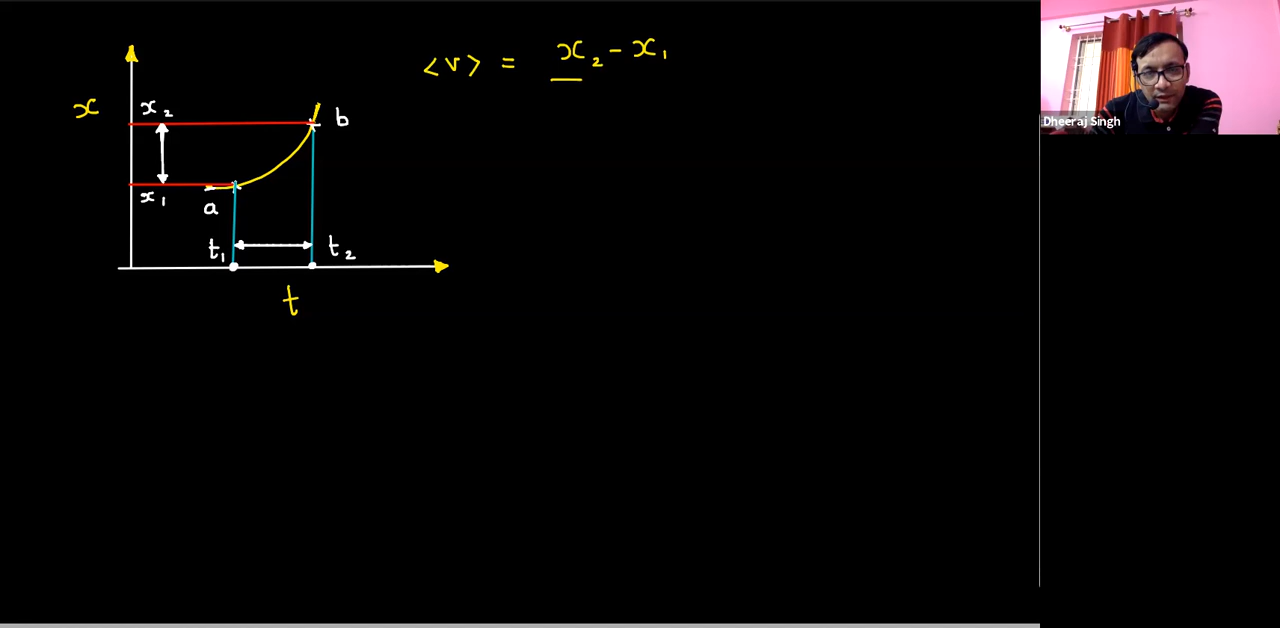 <v> = x₂ - x₁
x
x₂
b
x₁
a
t₁
t₂
t
Dheeraj Singh